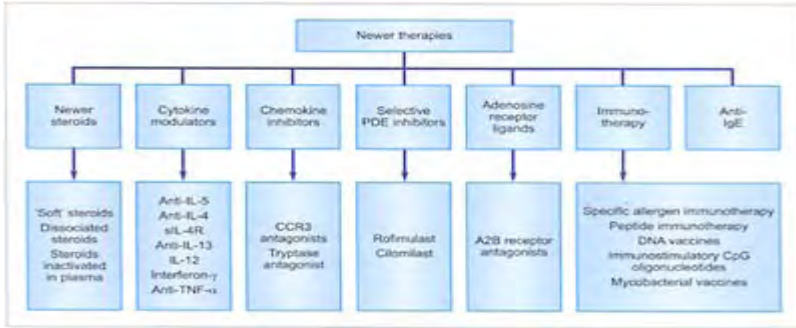 Newer therapies
Newer
steroids
Cytokine
modulators
Chemokine
inhibitors
Selective
PDE inhibitors
Adenosine
receptor
ligands
Immuno-
therapy
Anti-
IgE
'Soft' steroids
Dissociated
steroids
Steroids
inactivated
in plasma
Anti-IL-5
Anti-IL-4
sIL-4R
Anti-IL-13
IL-12
Interferon-γ
Anti-TNF-α
CCR3
antagonists
Tryptase
antagonist
Rofimulast
Cilomilast
A2B receptor
antagonists
Specific allergen immunotherapy
Peptide immunotherapy
DNA vaccines
Immunostimulatory CpG
oligonucleotides
Mycobacterial vaccines